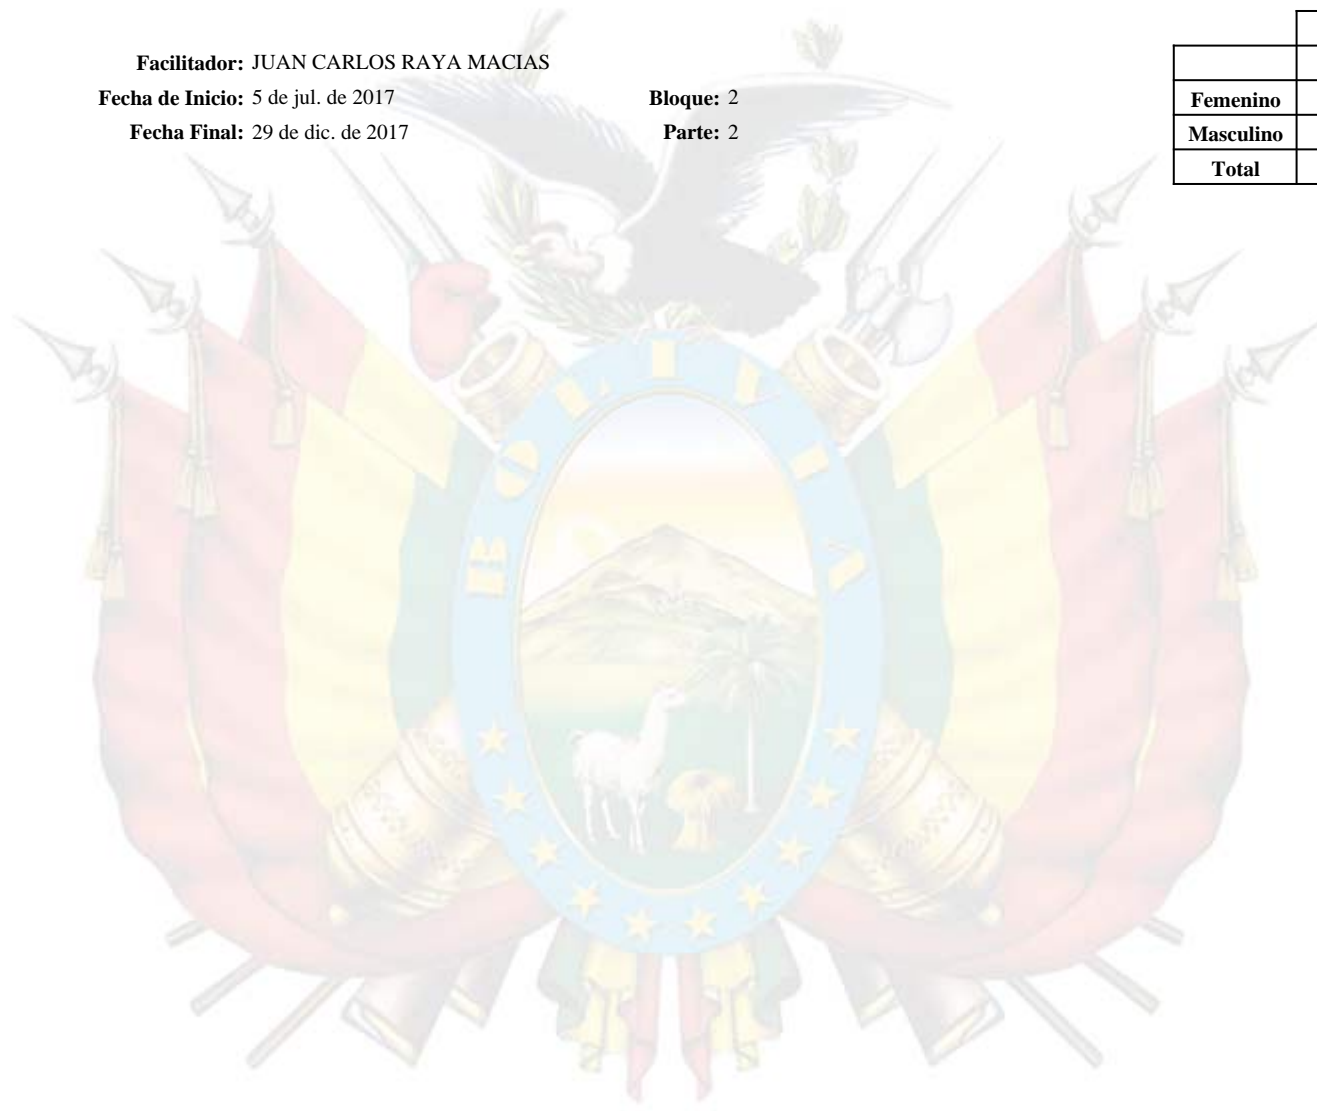 Facilitador: JUAN CARLOS RAYA MACIAS
Fecha de Inicio: 5 de jul. de 2017 Bloque: 2
Fecha Final: 29 de dic. de 2017 Parte: 2
Femenino
Masculino
Total
BOLIVIA